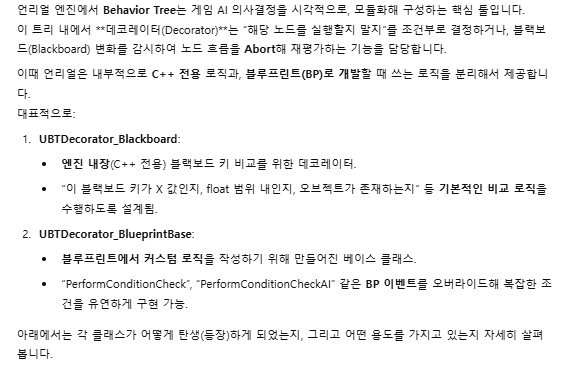 언리얼 엔진에서 Behavior Tree는 게임 AI 의사결정을 시각적으로, 모듈화해 구성하는 핵심 툴입니다.
이 트리 내에서 **데코레이터(Decorator)**는 “해당 노드를 실행할지 말지”를 조건부로 결정하거나, 블랙보
드(Blackboard) 변화를 감시하여 노드 흐름을 Abort해 재평가하는 기능을 담당합니다.
이때 언리얼은 내부적으로 C++ 전용 로직과, 블루프린트(BP)로 개발할 때 쓰는 로직을 분리해서 제공합니
다.
대표적으로:
1. UBTDecorator_Blackboard:
• 엔진 내장(C++ 전용) 블랙보드 키 비교를 위한 데코레이터.
• “이 블랙보드 키가 X 값인지, float 범위 내인지, 오브젝트가 존재하는지” 등 기본적인 비교 로직을
수행하도록 설계됨.
2. UBTDecorator_BlueprintBase:
• 블루프린트에서 커스텀 로직을 작성하기 위해 만들어진 베이스 클래스.
• “PerformConditionCheck”, “PerformConditionCheckAI” 같은 BP 이벤트를 오버라이드해 복잡한 조
건을 유연하게 구현 가능.
아래에서는 각 클래스가 어떻게 탄생(등장)하게 되었는지, 그리고 어떤 용도를 가지고 있는지 자세히 살펴
봅니다.